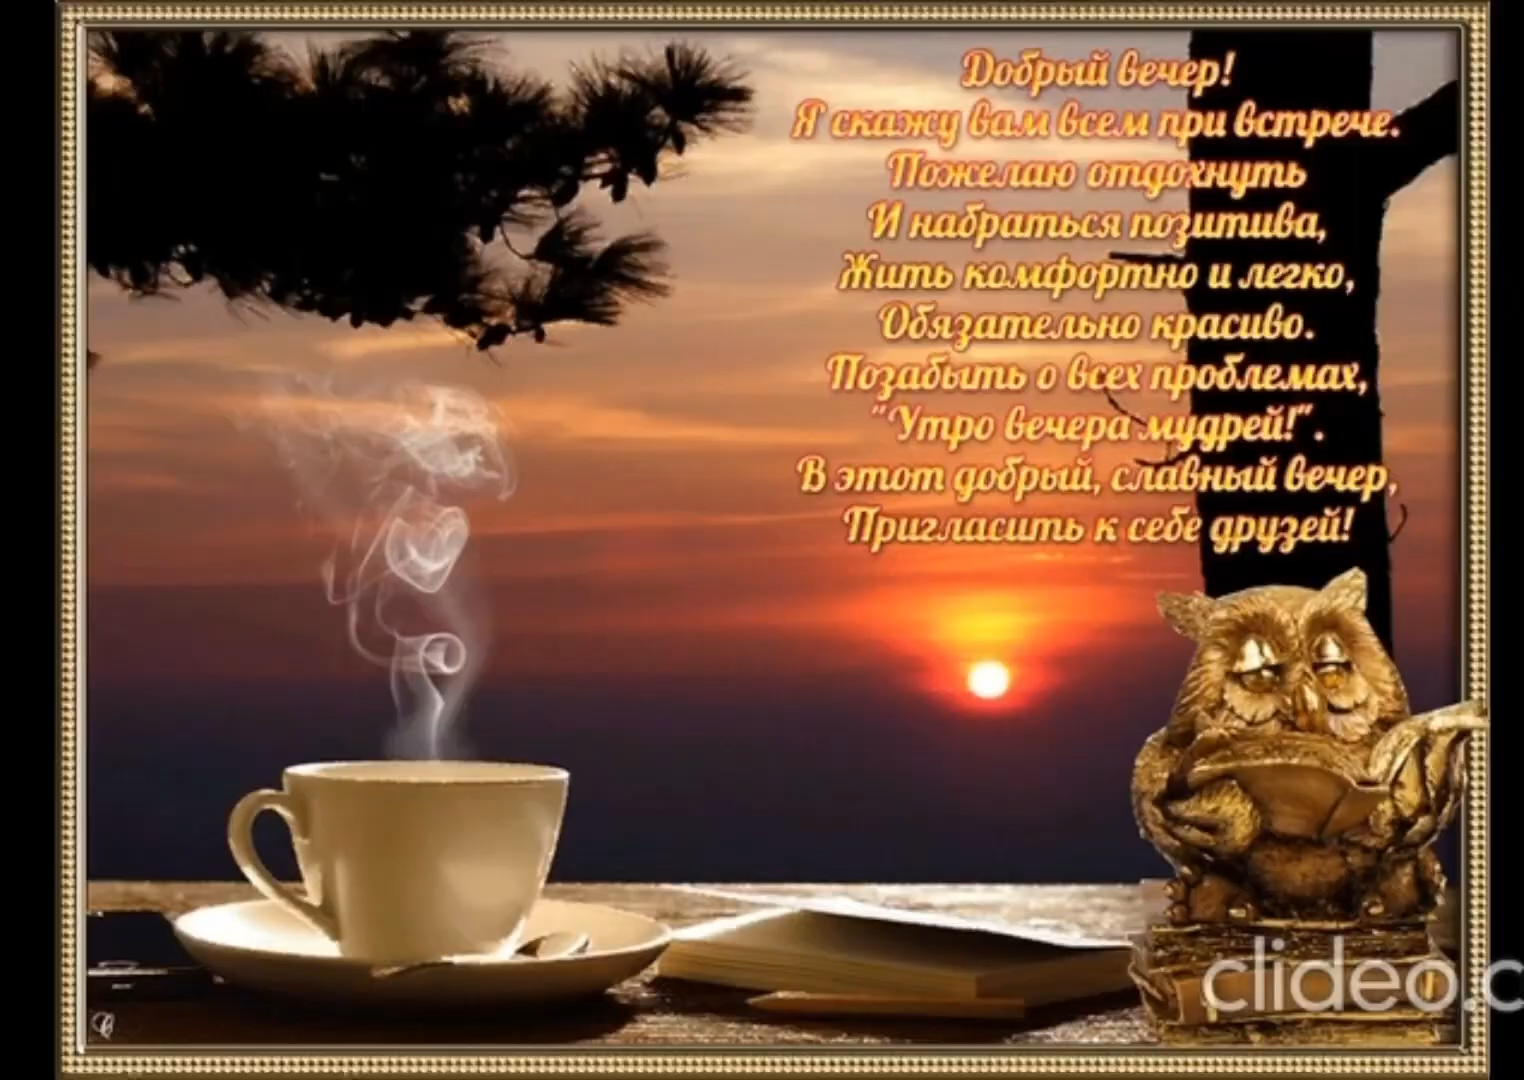 Добрый вечер!
Я скажу вам всем при встрече.
Пожелаю отдохнуть
И набраться позитива,
Жить комфортно и легко,
Обязательно красиво.
Позабыть о всех проблемах,
"Утро вечера мудрей!".
В этот добрый, славный вечер,
Пригласить к себе друзей!
clideo.c